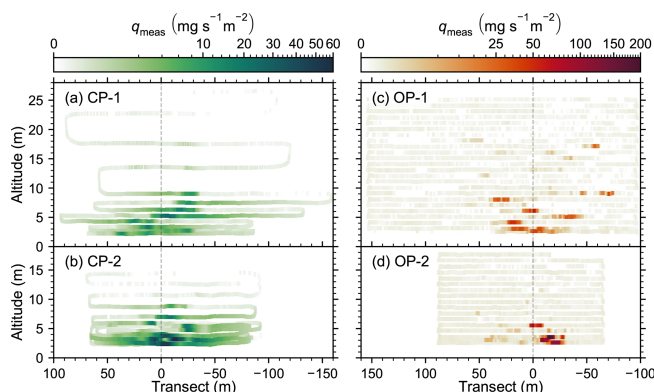 q_meas (mg s⁻¹ m⁻²) q_meas (mg s⁻¹ m⁻²)
0 10 20 30 40 50 60 0 25 50 100 150 200
(a) CP-1 (c) OP-1
Altitude (m)
25
20
15
10
5
0
(b) CP-2 (d) OP-2
Altitude (m)
15
10
5
0
100 50 0 −50 −100 −150 150 100 50 0 −50 −100
Transect (m) Transect (m)